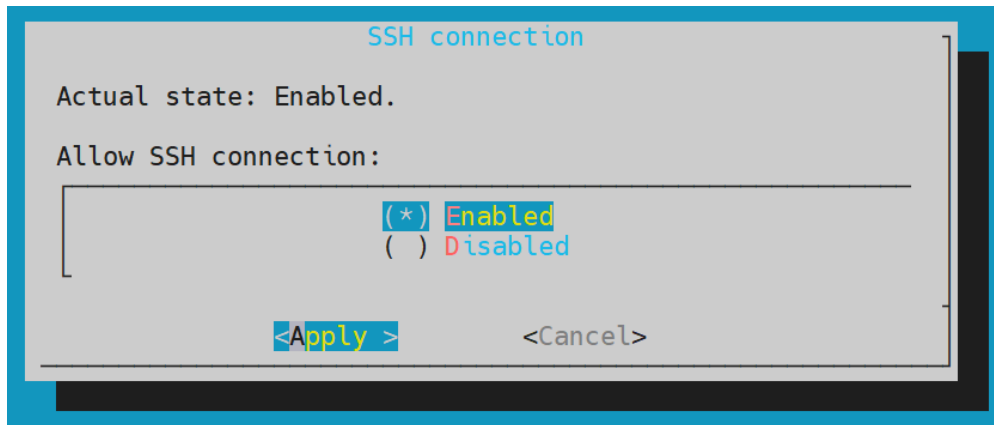 SSH connection
Actual state: Enabled.
Allow SSH connection:
(*) Enabled
( ) Disabled
<Apply > <Cancel>